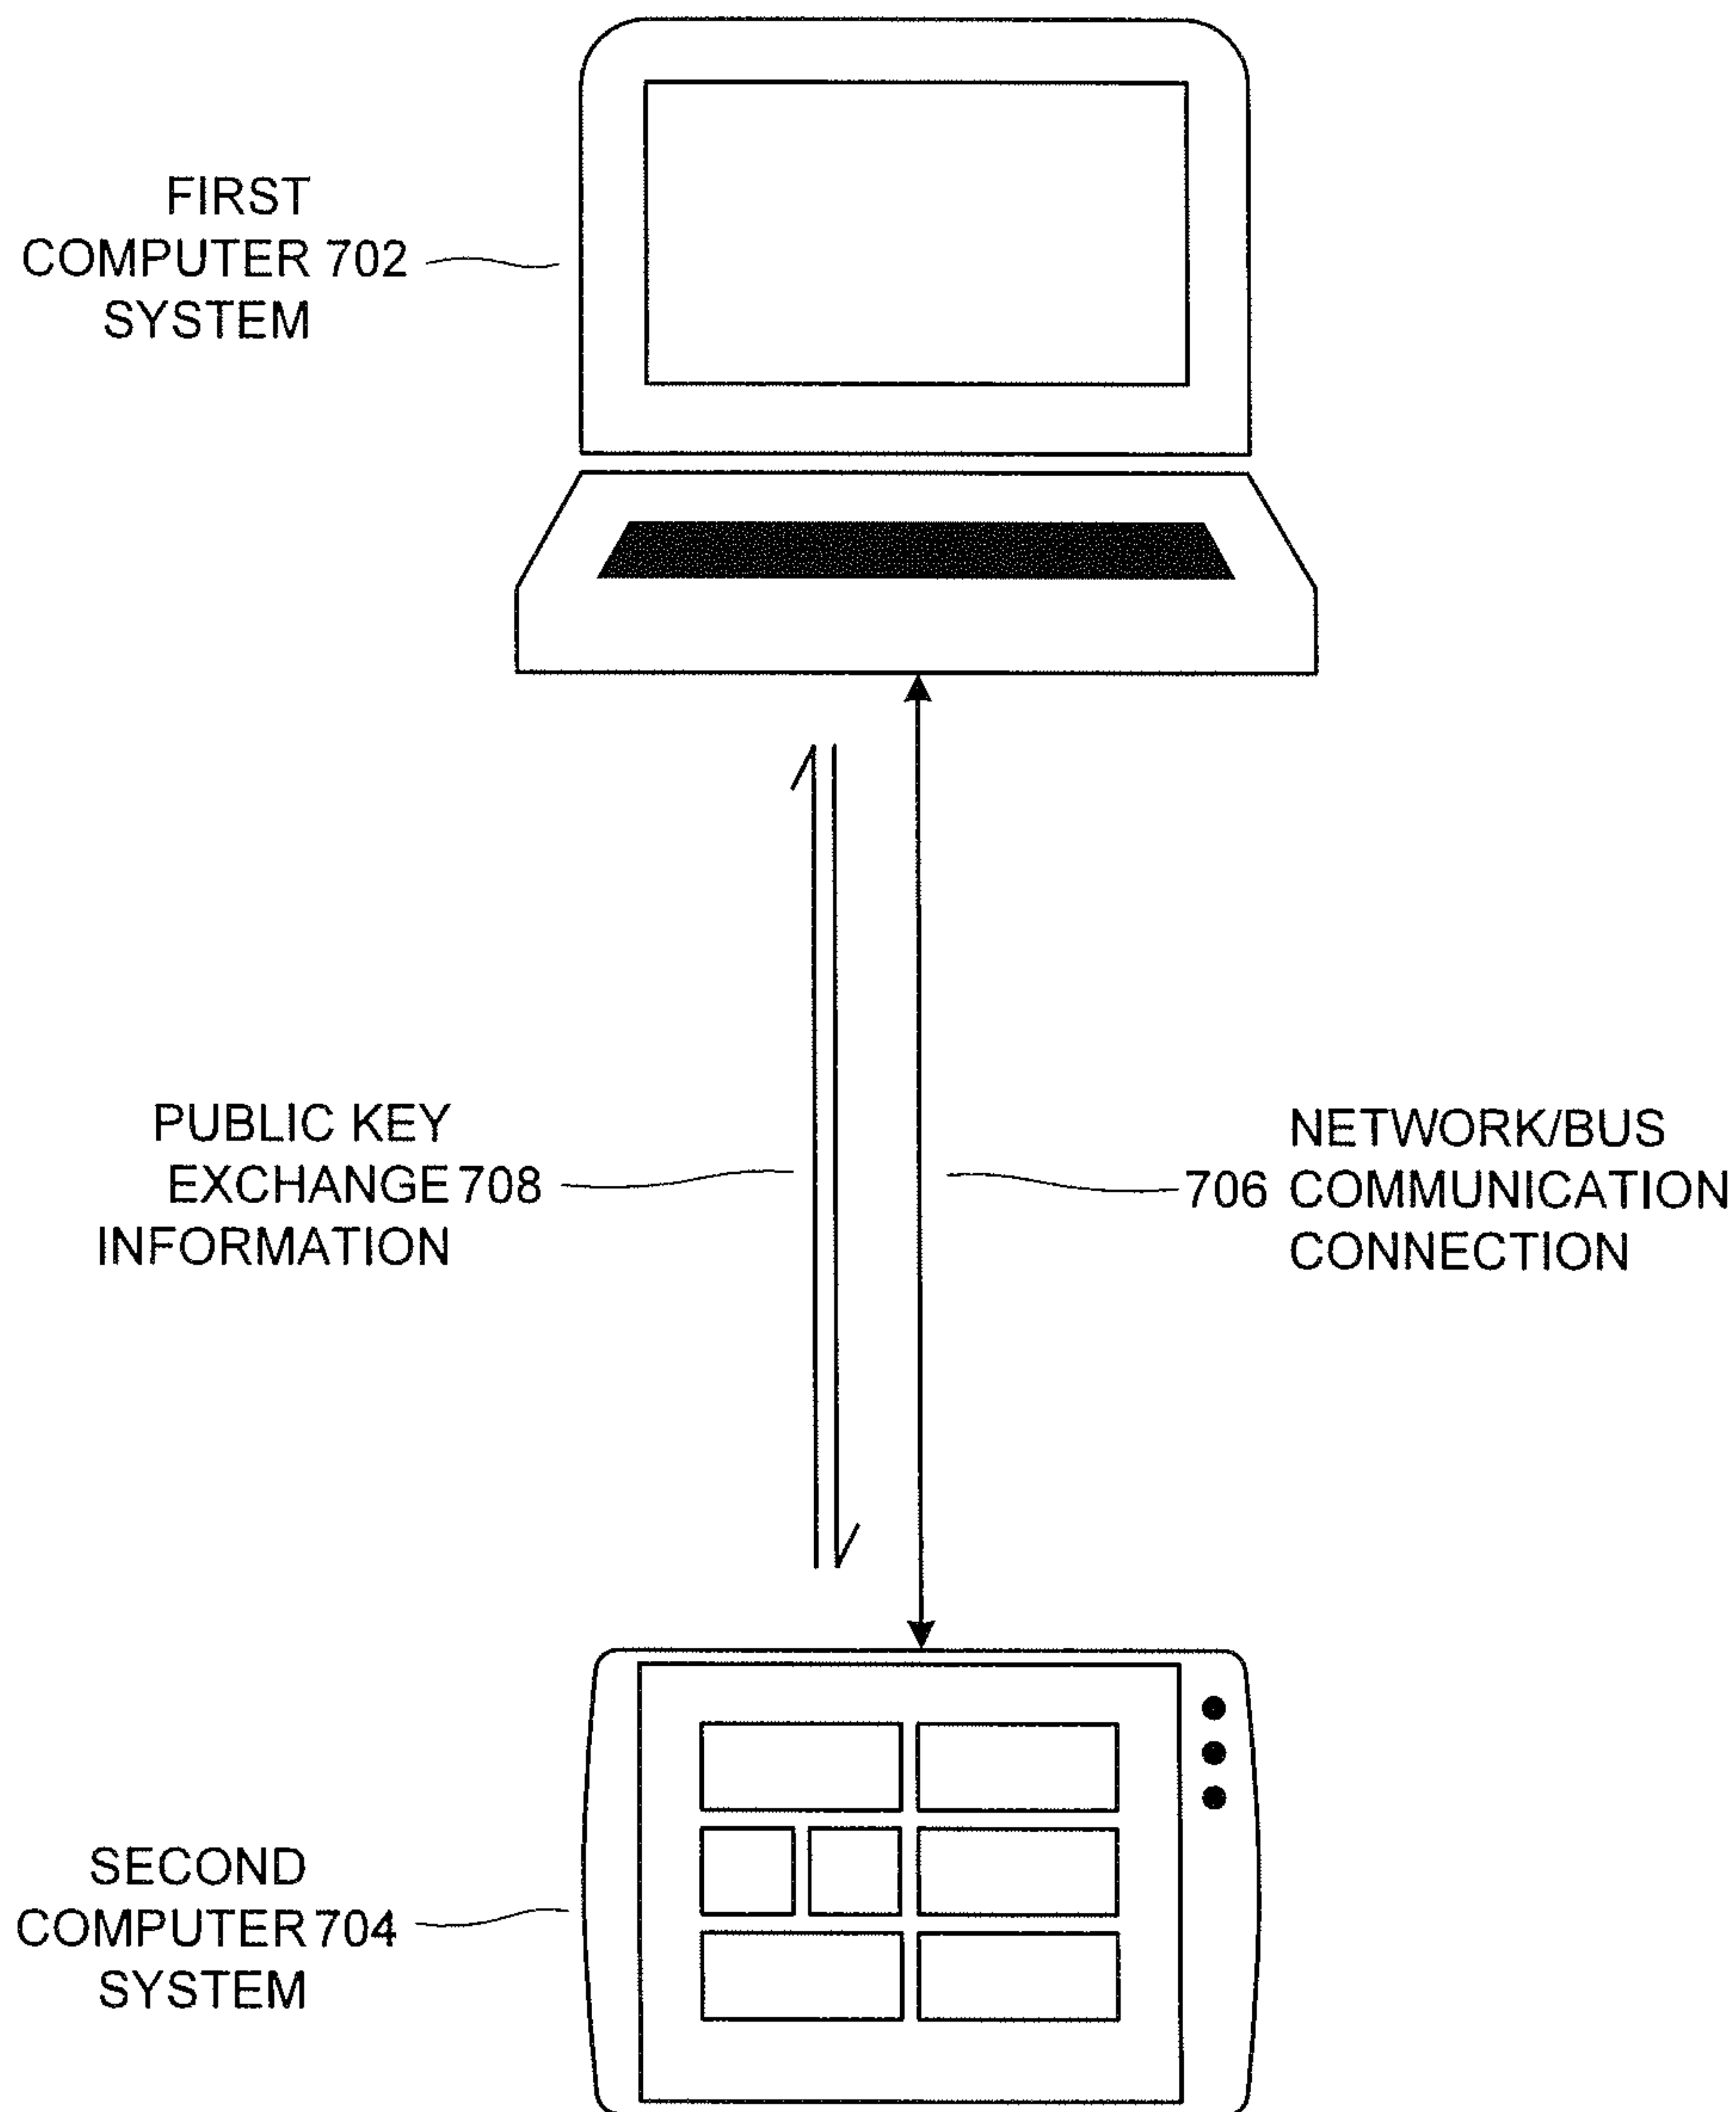 FIRST
COMPUTER 702
SYSTEM
PUBLIC KEY
EXCHANGE 708
INFORMATION
NETWORK/BUS
706 COMMUNICATION
CONNECTION
SECOND
COMPUTER 704
SYSTEM